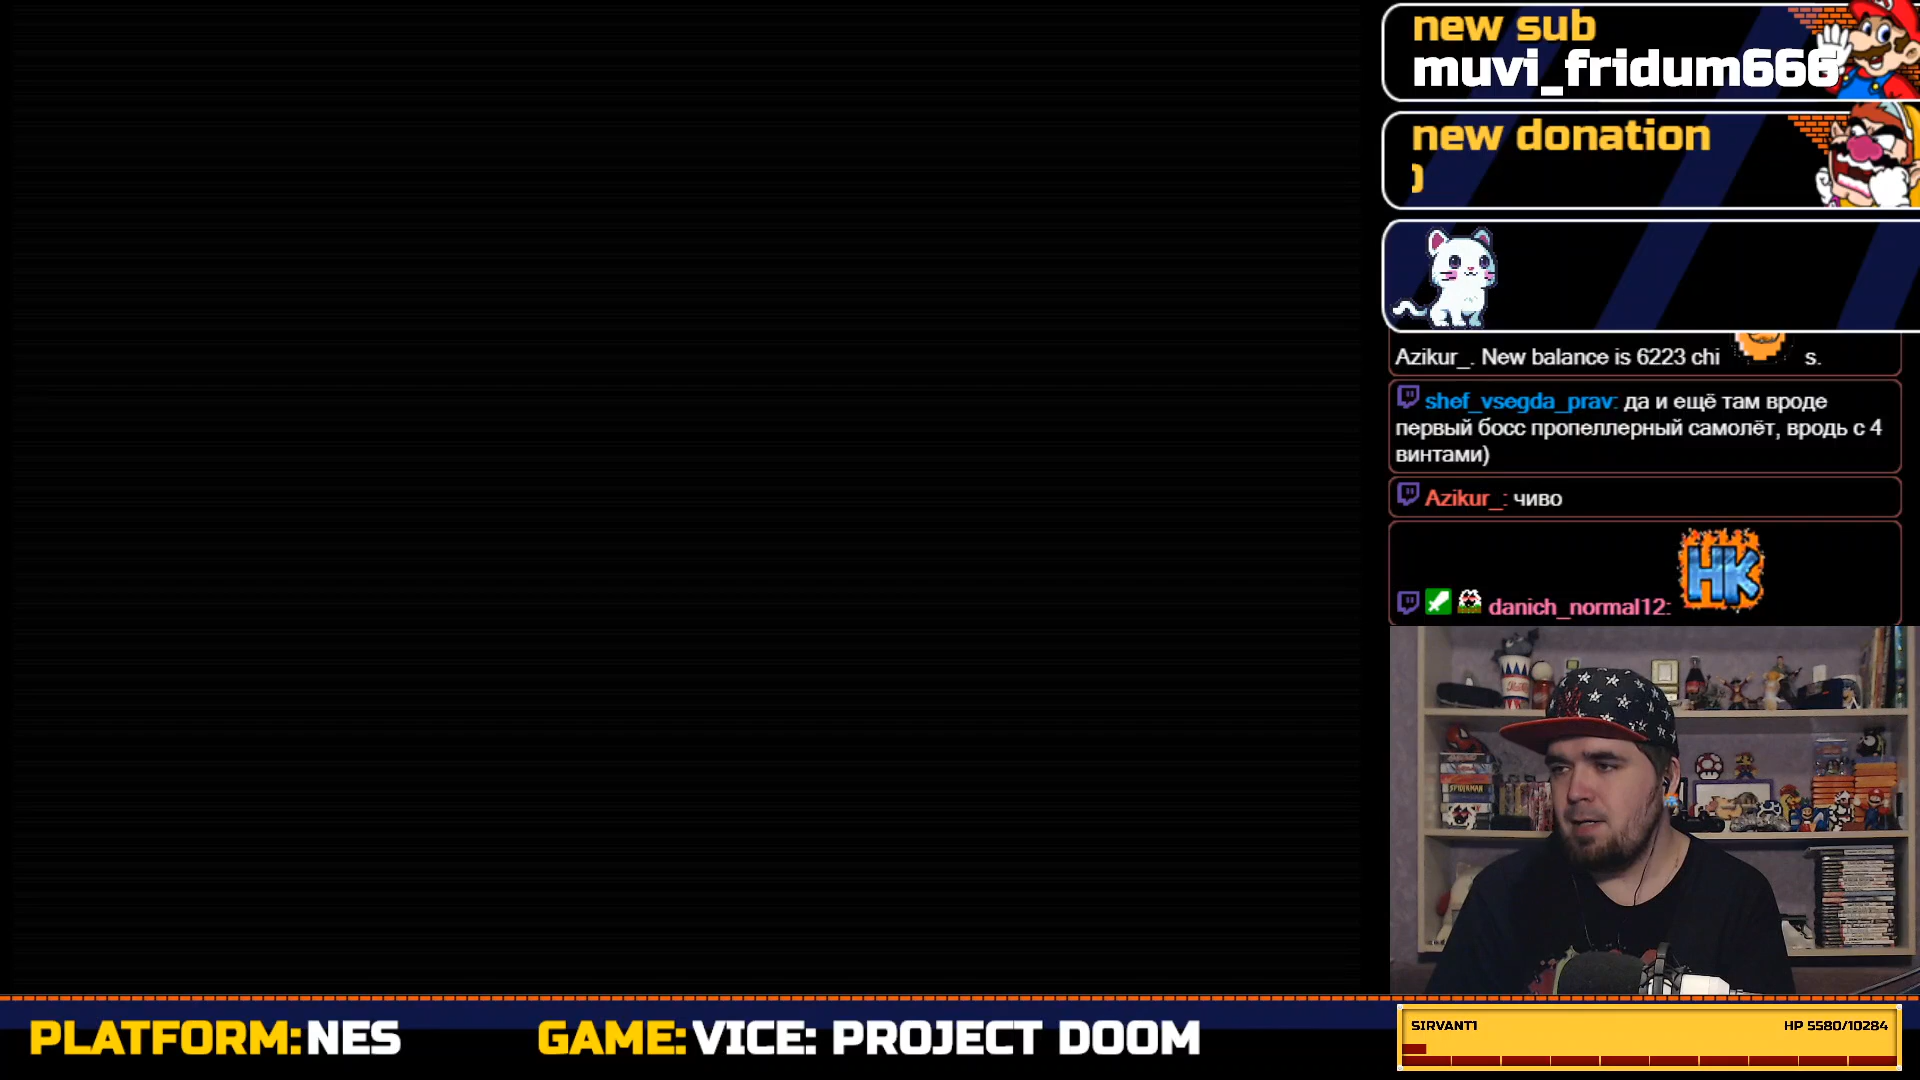 new sub
muvi_fridum666
new donation
Azikur_. New balance is 6223 chi s.
shef_vsegda_prav: да и ещё там вроде
первый босс пропеллерный самолёт, вродь с 4
винтами)
Azikur_: чиво
danich_normal12: HK
PLATFORM: NES
GAME: VICE: PROJECT DOOM
SIRVANT1
HP 5580/10284
SPIDERMAN